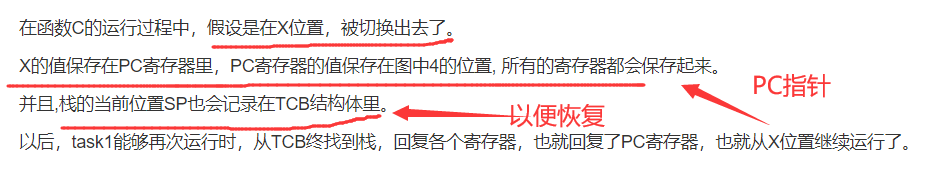 在函数C的运行过程中，假设是在X位置，被切换出去了。
X的值保存在PC寄存器里，PC寄存器的值保存在图中4的位置, 所有的寄存器都会保存起来。
PC指针
并且,栈的当前位置SP也会记录在TCB结构体里。
以便恢复
以后，task1能够再次运行时，从TCB终找到栈，回复各个寄存器，也就回复了PC寄存器，也就从X位置继续运行了。